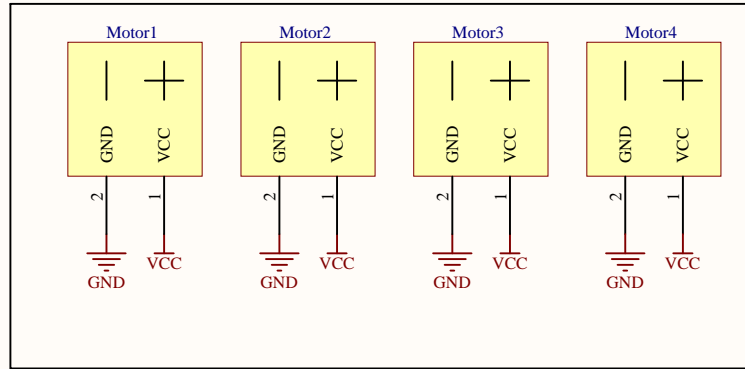 Motor1 Motor2 Motor3 Motor4
GND VCC GND VCC GND VCC GND VCC
2 1 2 1 2 1 2 1
VCC VCC VCC VCC
GND GND GND GND